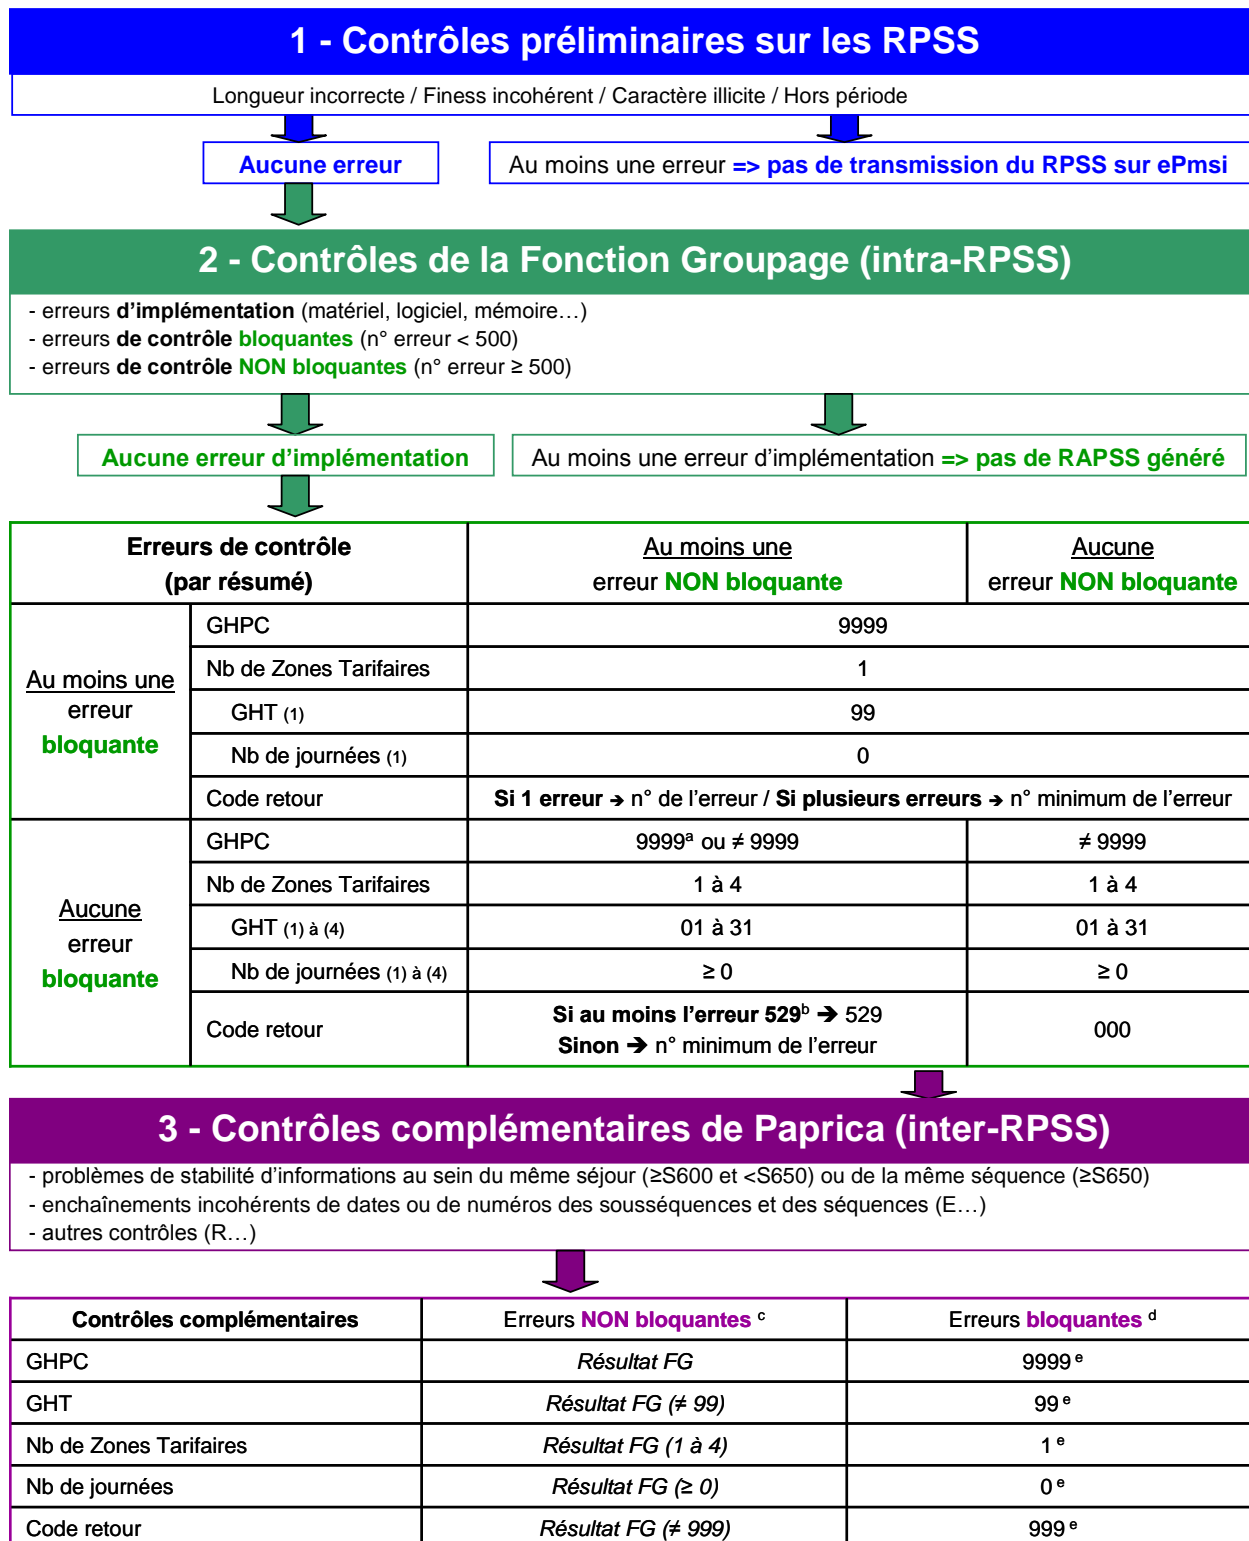 1 - Contrôles préliminaires sur les RPSS
Longueur incorrecte / Finess incohérent / Caractère illicite / Hors période
Aucune erreur
Au moins une erreur => pas de transmission du RPSS sur ePmsi
2 - Contrôles de la Fonction Groupage (intra-RPSS)
- erreurs d’implémentation (matériel, logiciel, mémoire…)
- erreurs de contrôle bloquantes (n° erreur < 500)
- erreurs de contrôle NON bloquantes (n° erreur ≥ 500)
Aucune erreur d’implémentation
Au moins une erreur d’implémentation => pas de RAPSS généré
Erreurs de contrôle
(par résumé)
Au moins une
erreur NON bloquante
Aucune
erreur NON bloquante
Au moins une
erreur
bloquante
GHPC
9999
Nb de Zones Tarifaires
1
GHT (1)
99
Nb de journées (1)
0
Code retour
Si 1 erreur → n° de l’erreur / Si plusieurs erreurs → n° minimum de l’erreur
Aucune
erreur
bloquante
GHPC
9999ᵃ ou ≠ 9999
≠ 9999
Nb de Zones Tarifaires
1 à 4
1 à 4
GHT (1) à (4)
01 à 31
01 à 31
Nb de journées (1) à (4)
≥ 0
≥ 0
Code retour
Si au moins l’erreur 529ᵇ → 529
Sinon → n° minimum de l’erreur
000
3 - Contrôles complémentaires de Paprica (inter-RPSS)
- problèmes de stabilité d’informations au sein du même séjour (≥S600 et <S650) ou de la même séquence (≥S650)
- enchaînements incohérents de dates ou de numéros des sousséquences et des séquences (E…)
- autres contrôles (R…)
Contrôles complémentaires
Erreurs NON bloquantes ᶜ
Erreurs bloquantes ᵈ
GHPC
Résultat FG
9999 ᵉ
GHT
Résultat FG (≠ 99)
99 ᵉ
Nb de Zones Tarifaires
Résultat FG (1 à 4)
1 ᵉ
Nb de journées
Résultat FG (≥ 0)
0 ᵉ
Code retour
Résultat FG (≠ 999)
999 ᵉ